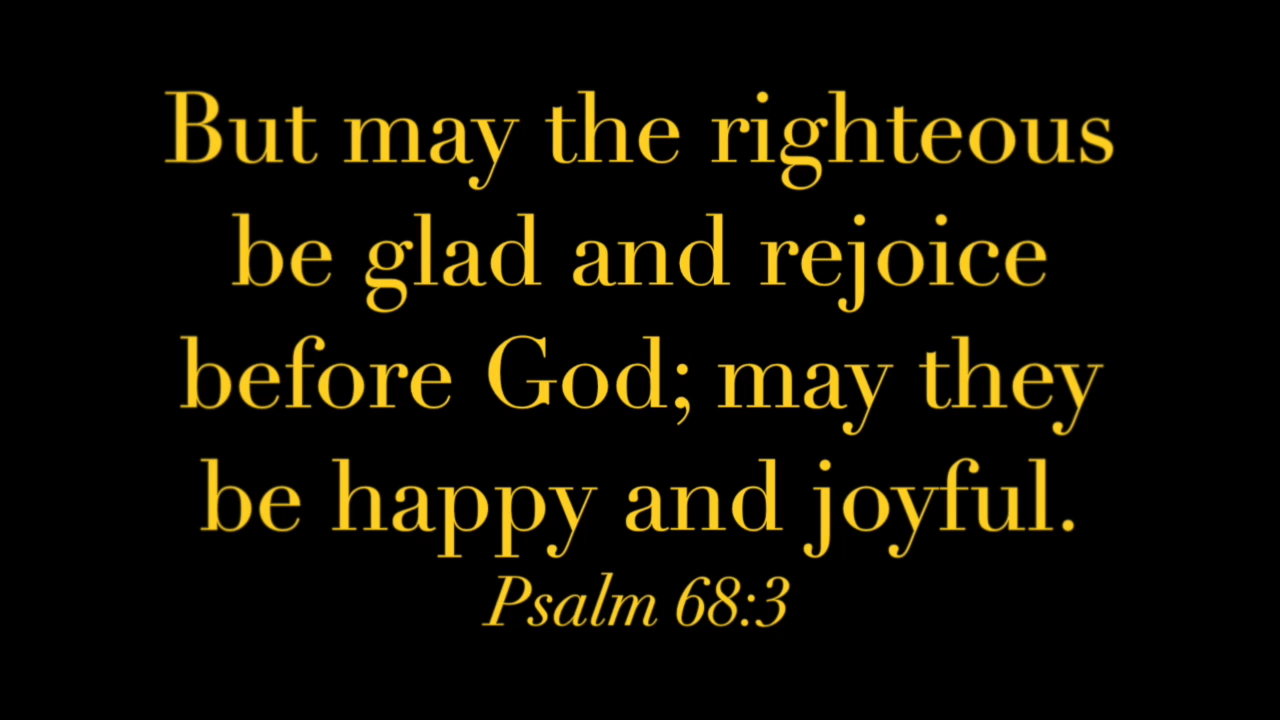 But may the righteous
be glad and rejoice
before God; may they
be happy and joyful.
Psalm 68:3